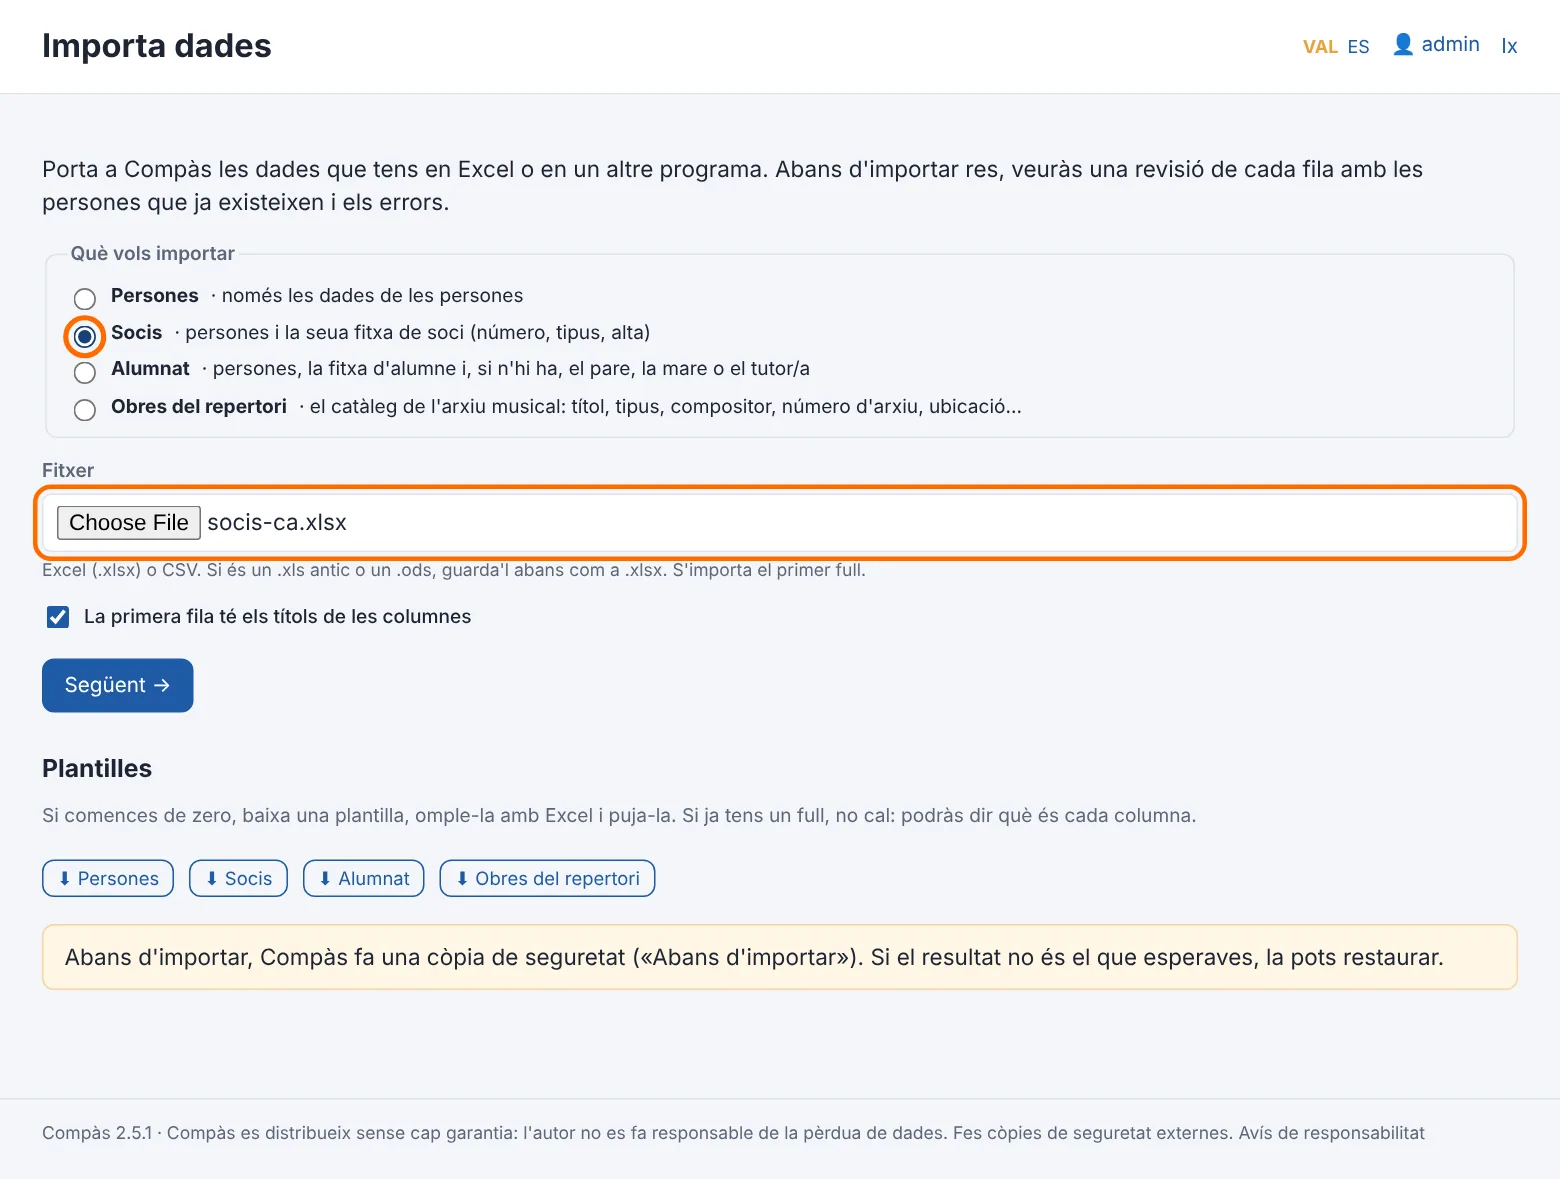 Importa dades
VAL ES 👤 admin Ix
Porta a Compàs les dades que tens en Excel o en un altre programa. Abans d'importar res, veuràs una revisió de cada fila amb les
persones que ja existeixen i els errors.
Què vols importar
Persones · només les dades de les persones
Socis · persones i la seua fitxa de soci (número, tipus, alta)
Alumnat · persones, la fitxa d'alumne i, si n'hi ha, el pare, la mare o el tutor/a
Obres del repertori · el catàleg de l'arxiu musical: títol, tipus, compositor, número d'arxiu, ubicació…
Fitxer
Choose File socis-ca.xlsx
Excel (.xlsx) o CSV. Si és un .xls antic o un .ods, guarda'l abans com a .xlsx. S'importa el primer full.
La primera fila té els títols de les columnes
Següent →
Plantilles
Si comences de zero, baixa una plantilla, omple-la amb Excel i puja-la. Si ja tens un full, no cal: podràs dir què és cada columna.
⬇ Persones ⬇ Socis ⬇ Alumnat ⬇ Obres del repertori
Abans d'importar, Compàs fa una còpia de seguretat («Abans d'importar»). Si el resultat no és el que esperaves, la pots restaurar.
Compàs 2.5.1 · Compàs es distribueix sense cap garantia: l'autor no es fa responsable de la pèrdua de dades. Fes còpies de seguretat externes. Avís de responsabilitat